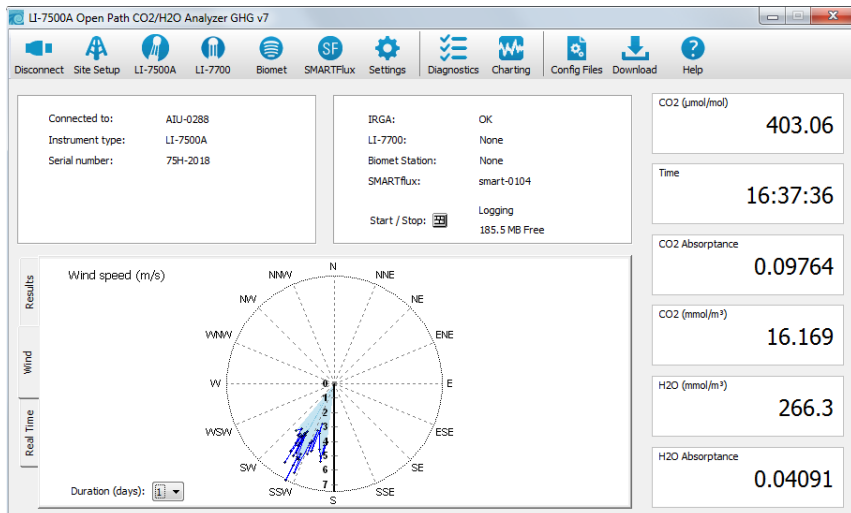 LI-7500A Open Path CO2/H2O Analyzer GHG v7
Disconnect Site Setup LI-7500A LI-7700 Biomet SMARTFlux Settings Diagnostics Charting Config Files Download Help
SF
?
Connected to: AIU-0288
Instrument type: LI-7500A
Serial number: 75H-2018
IRGA: OK
LI-7700: None
Biomet Station: None
SMARTflux: smart-0104
Start / Stop: Logging
185.5 MB Free
CO2 (µmol/mol)
403.06
Time
16:37:36
CO2 Absorptance
0.09764
CO2 (mmol/m³)
16.169
H2O (mmol/m³)
266.3
H2O Absorptance
0.04091
Results
Wind
Real Time
Wind speed (m/s)
N
NNE
NE
ENE
E
ESE
SE
SSE
S
SSW
SW
WSW
W
WNW
NW
NNW
0
1
2
3
4
5
6
7
Duration (days): 1